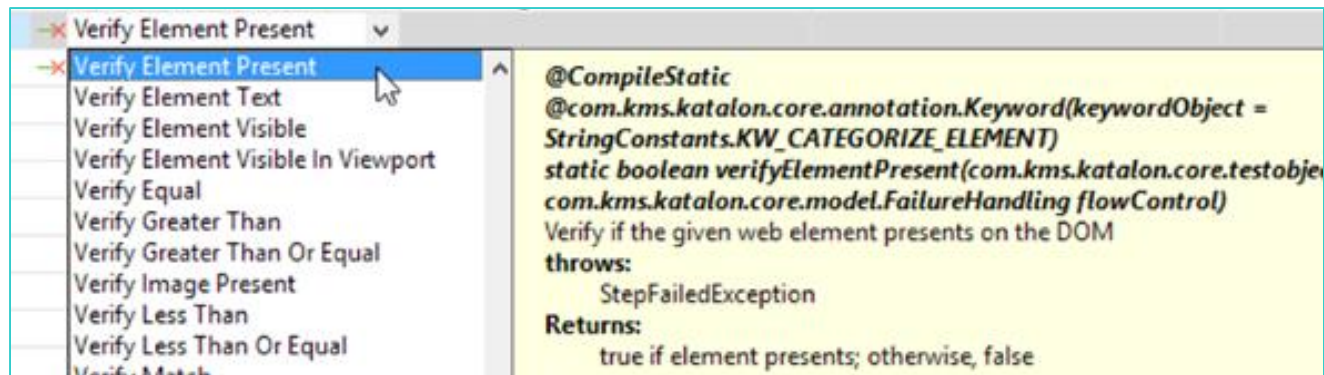 Verify Element Present
Verify Element Present
Verify Element Text
Verify Element Visible
Verify Element Visible In Viewport
Verify Equal
Verify Greater Than
Verify Greater Than Or Equal
Verify Image Present
Verify Less Than
Verify Less Than Or Equal
Verify Match
@CompileStatic
@com.kms.katalon.core.annotation.Keyword(keywordObject =
StringConstants.KW_CATEGORIZE_ELEMENT)
static boolean verifyElementPresent(com.kms.katalon.core.testobje
com.kms.katalon.core.model.FailureHandling flowControl)
Verify if the given web element presents on the DOM
throws:
StepFailedException
Returns:
true if element presents; otherwise, false